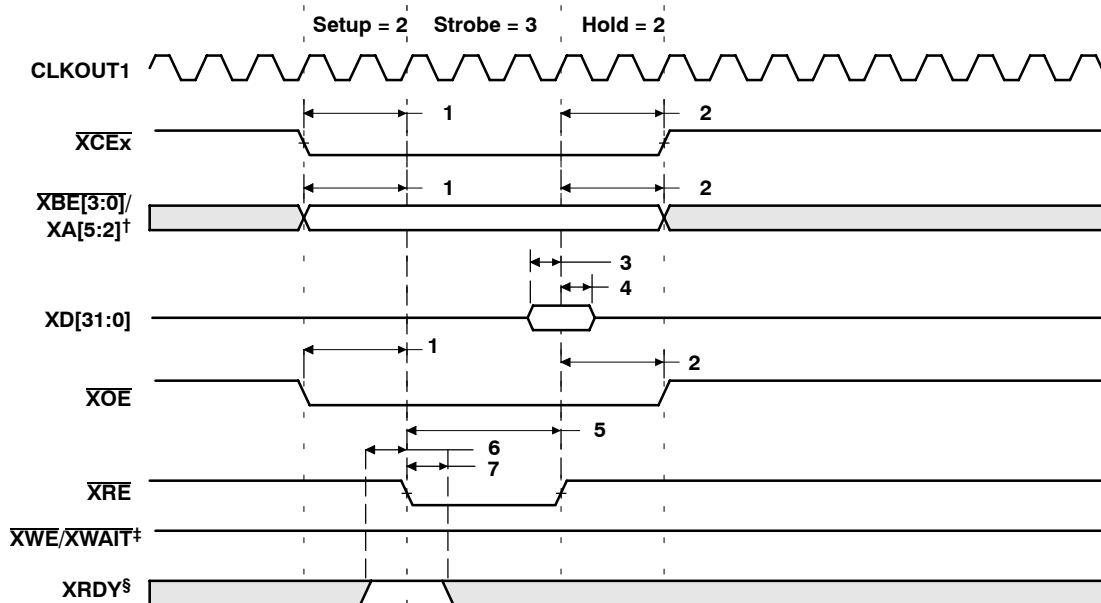 Setup = 2 Strobe = 3 Hold = 2
CLKOUT1
1 2
XCEx
1 2
XBE[3:0]/
XA[5:2]†
3
4
XD[31:0]
1
2
XOE
5
6
7
XRE
XWE/XWAIT‡
XRDY§